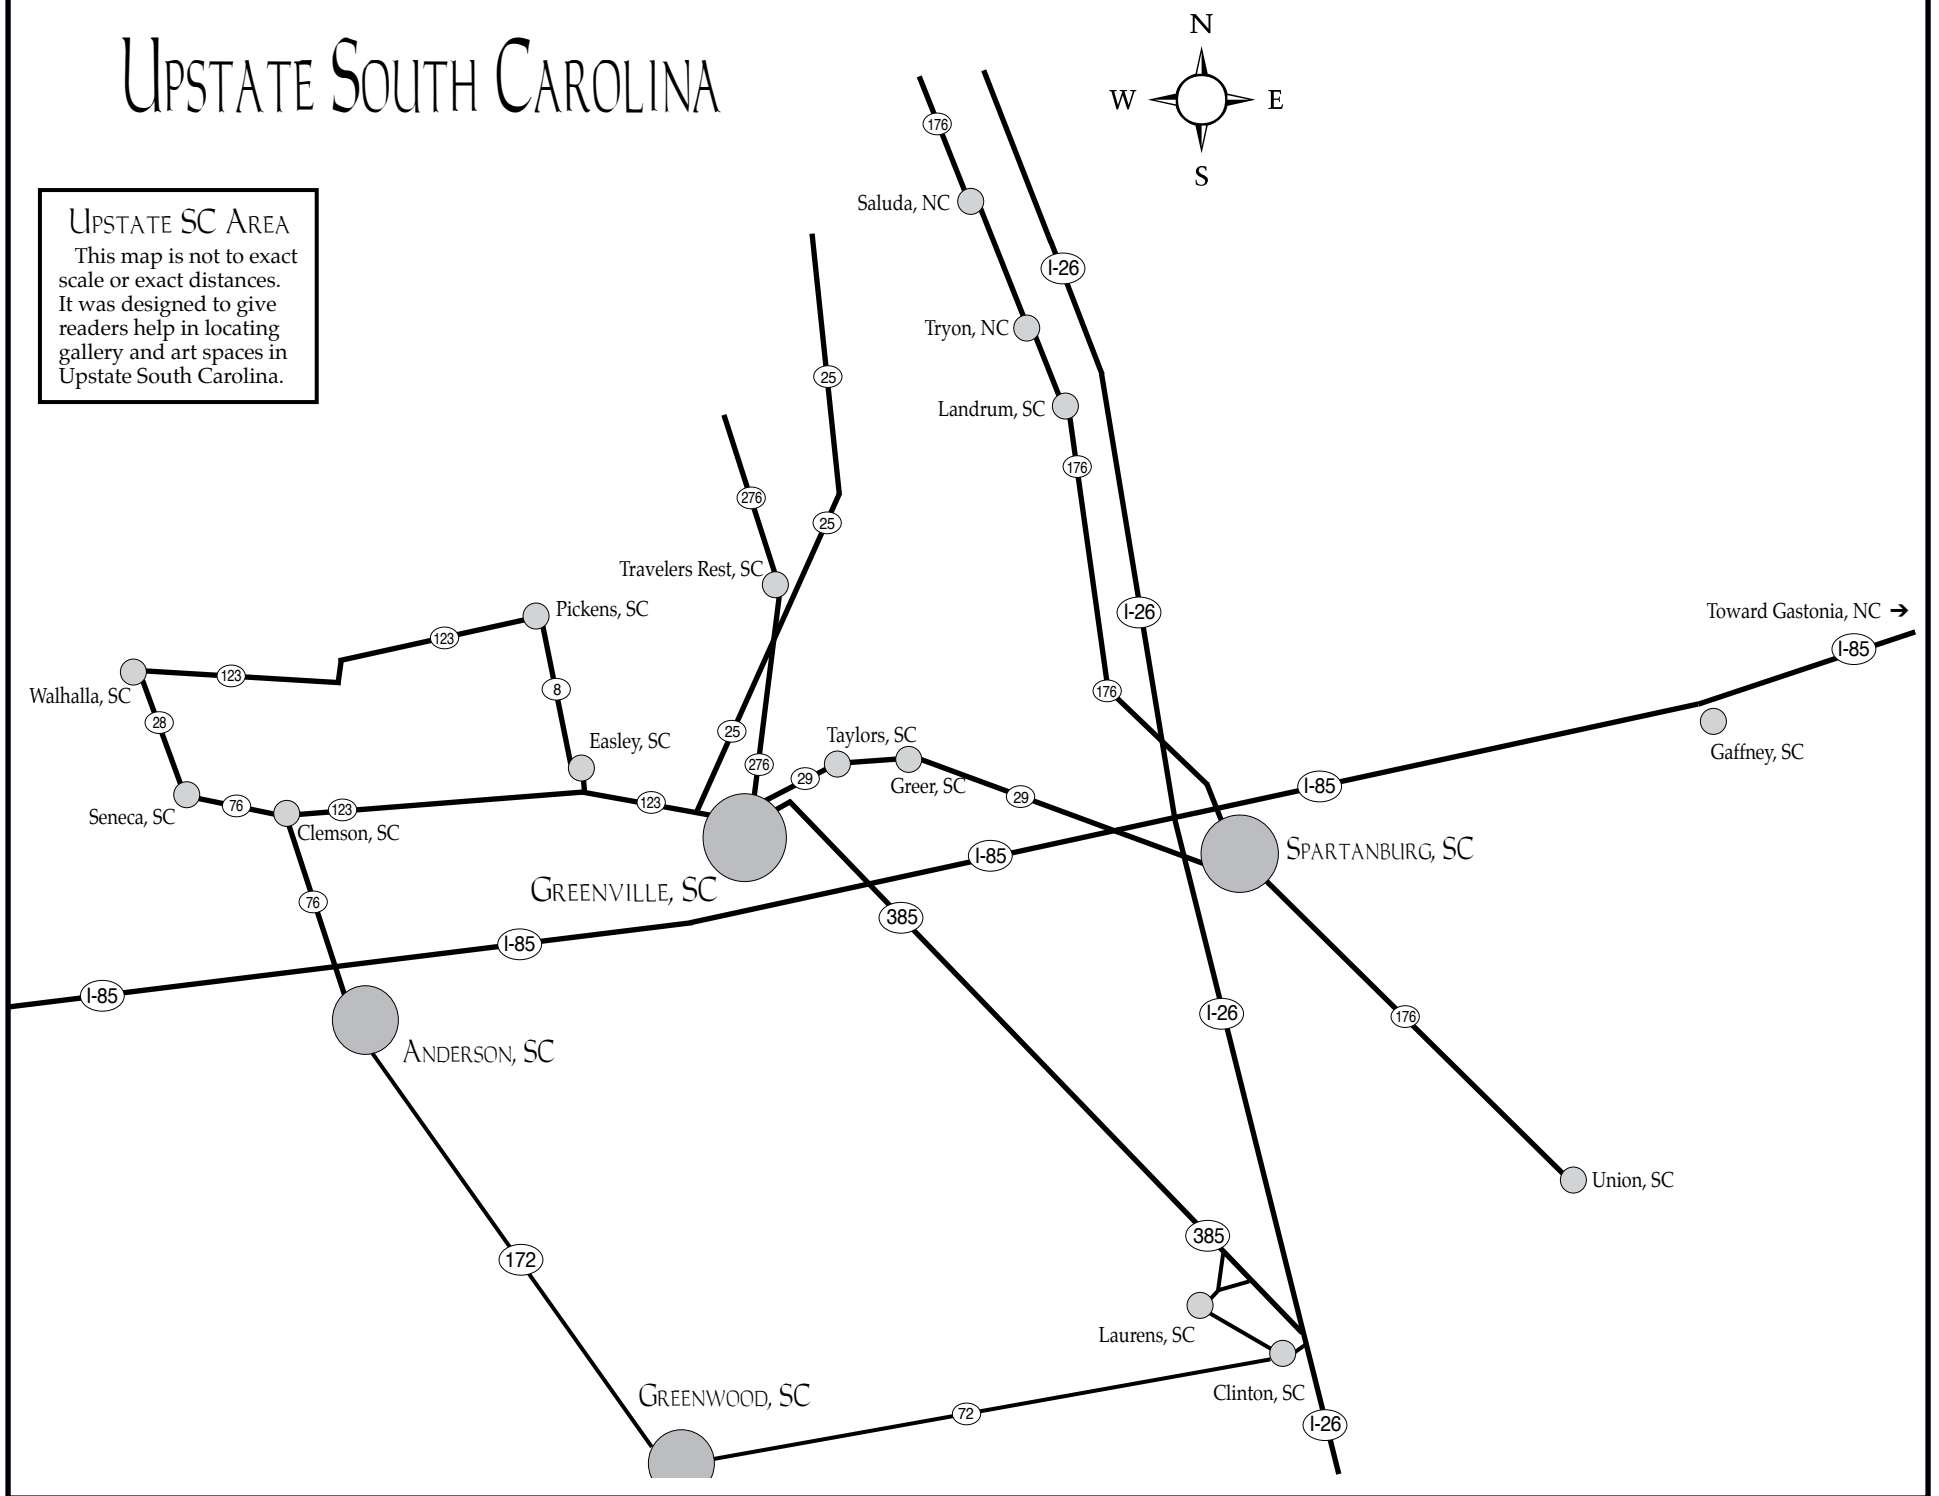 UPSTATE SOUTH CAROLINA
N
W
E
S
176
Saluda, NC
UPSTATE SC AREA
This map is not to exact
scale or exact distances.
It was designed to give
readers help in locating
gallery and art spaces in
Upstate South Carolina.
I-26
Tryon, NC
25
Landrum, SC
176
276
25
Travelers Rest, SC
Pickens, SC
I-26
Toward Gastonia, NC ➔
123
I-85
123
Walhalla, SC
8
176
28
25
Easley, SC
Taylors, SC
Gaffney, SC
276
29
Greer, SC
I-85
29
Seneca, SC
76
123
123
Clemson, SC
SPARTANBURG, SC
I-85
GREENVILLE, SC
76
385
I-85
I-85
I-26
176
ANDERSON, SC
Union, SC
385
172
Laurens, SC
GREENWOOD, SC
Clinton, SC
72
I-26